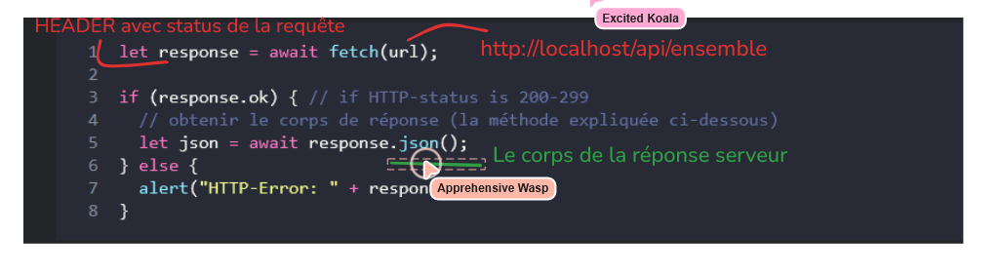 Excited Koala
HEADER avec status de la requête
1 let response = await fetch(url);
http://localhost/api/ensemble
2
3 if (response.ok) { // if HTTP-status is 200-299
4 // obtenir le corps de réponse (la méthode expliquée ci-dessous)
5 let json = await response.json();
Le corps de la réponse serveur
6 } else {
7 alert("HTTP-Error: " + respon
Apprehensive Wasp
8 }